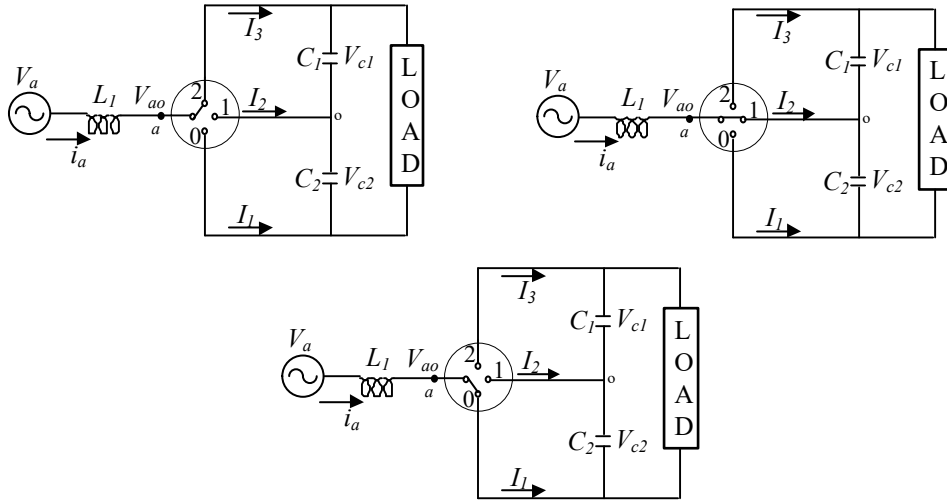 I3
Va
L1
Vao
a
ia
2
1
0
I2
C1
Vc1
o
C2
Vc2
I1
L
O
A
D
I3
Va
L1
Vao
a
ia
2
1
0
I2
C1
Vc1
o
C2
Vc2
I1
L
O
A
D
I3
Va
L1
Vao
a
ia
2
1
0
I2
C1
Vc1
o
C2
Vc2
I1
L
O
A
D